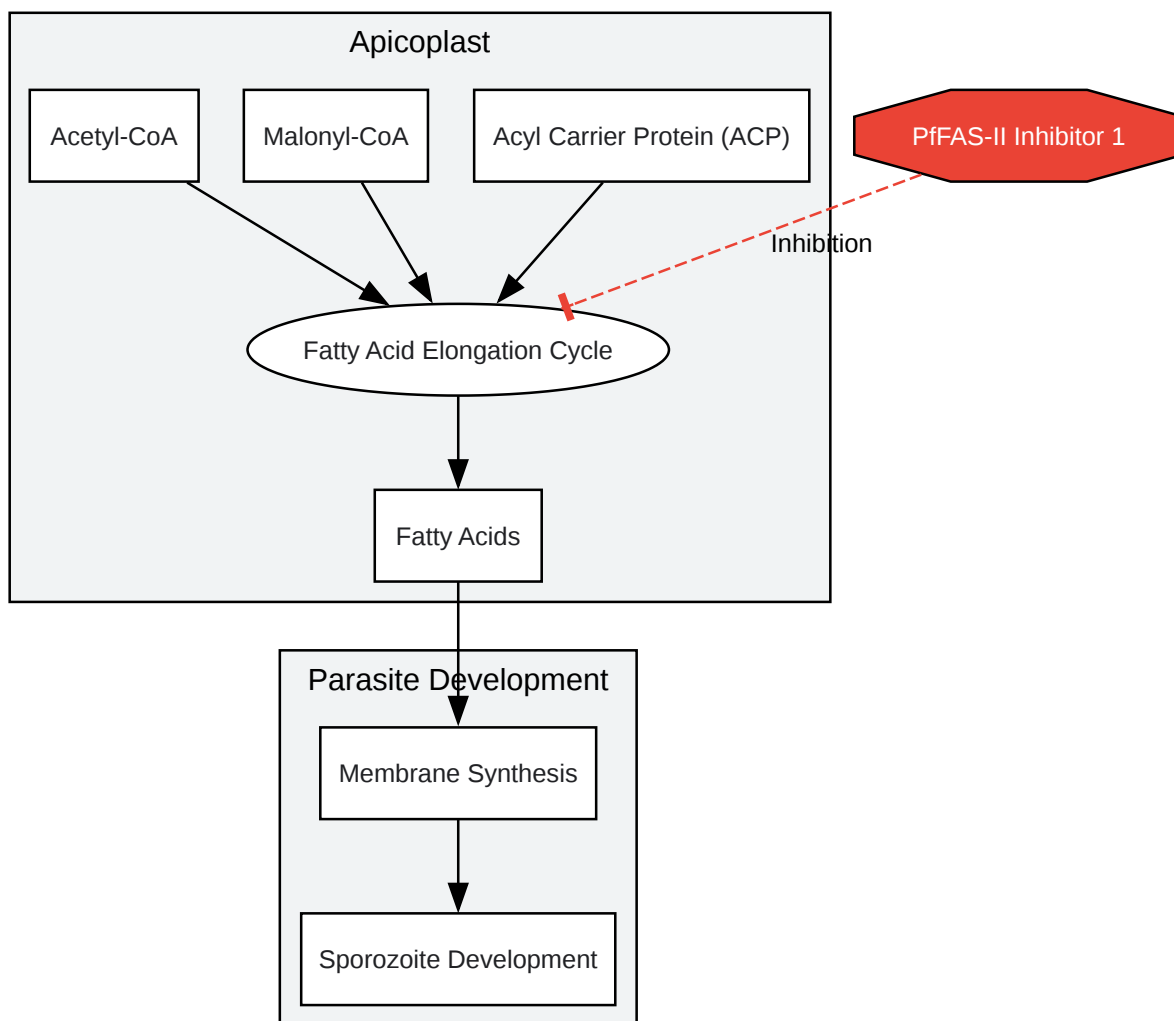 Apicoplast
Acetyl-CoA
Malonyl-CoA
Acyl Carrier Protein (ACP)
PfFAS-II Inhibitor 1
Inhibition
Fatty Acid Elongation Cycle
Fatty Acids
Parasite Development
Membrane Synthesis
Sporozoite Development